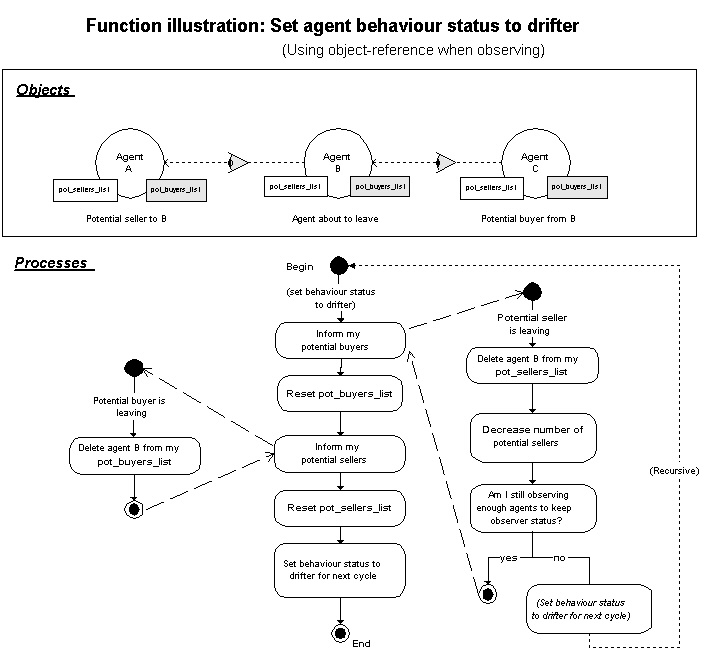 Function illustration: Set agent behaviour status to drifter
(Using object-reference when observing)
Objects
Agent
A
pot_sellers_list
pot_buyers_list
Potential seller to B
Agent
B
pot_sellers_list
pot_buyers_list
Agent about to leave
Agent
C
pot_sellers_list
pot_buyers_list
Potential buyer from B
Processes
Begin
(set behaviour status
to drifter)
Inform my
potential buyers
Reset pot_buyers_list
Inform my
potential sellers
Reset pot_sellers_list
Set behaviour status to
drifter for next cycle
End
Potential buyer is
leaving
Delete agent B from my
pot_buyers_list
Potential seller
is leaving
Delete agent B from my
pot_sellers_list
Decrease number of
potential sellers
Am I still observing
enough agents to keep
observer status?
yes
no
(Set behaviour status
to drifter for next cycle)
(Recursive)